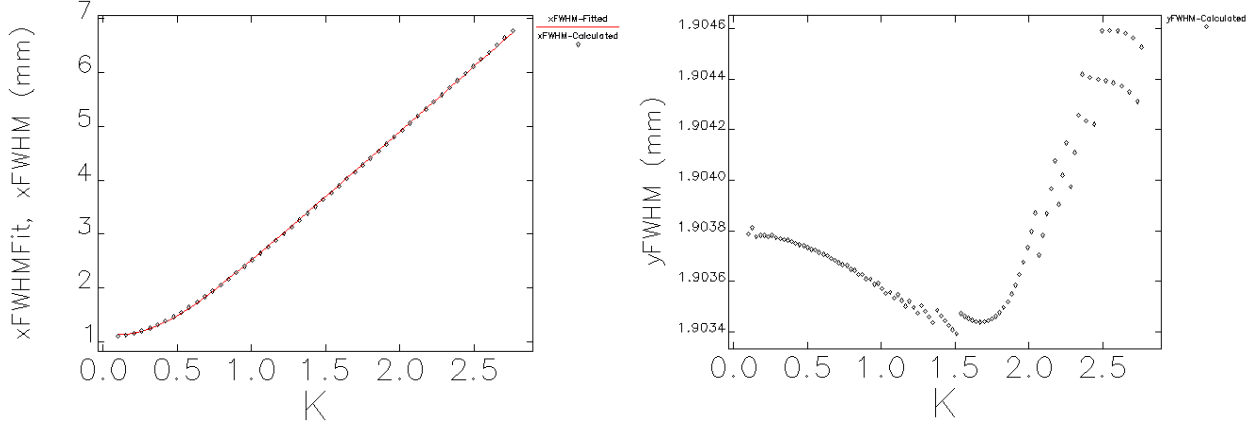 xFWHM-Fitted
xFWHM-Calculated
xFWHMFit, xFWHM (mm)
7
6
5
4
3
2
1
0.0 0.5 1.0 1.5 2.0 2.5
K
yFWHM-Calculated
yFWHM (mm)
1.9046
1.9044
1.9042
1.9040
1.9038
1.9036
1.9034
0.0 0.5 1.0 1.5 2.0 2.5
K